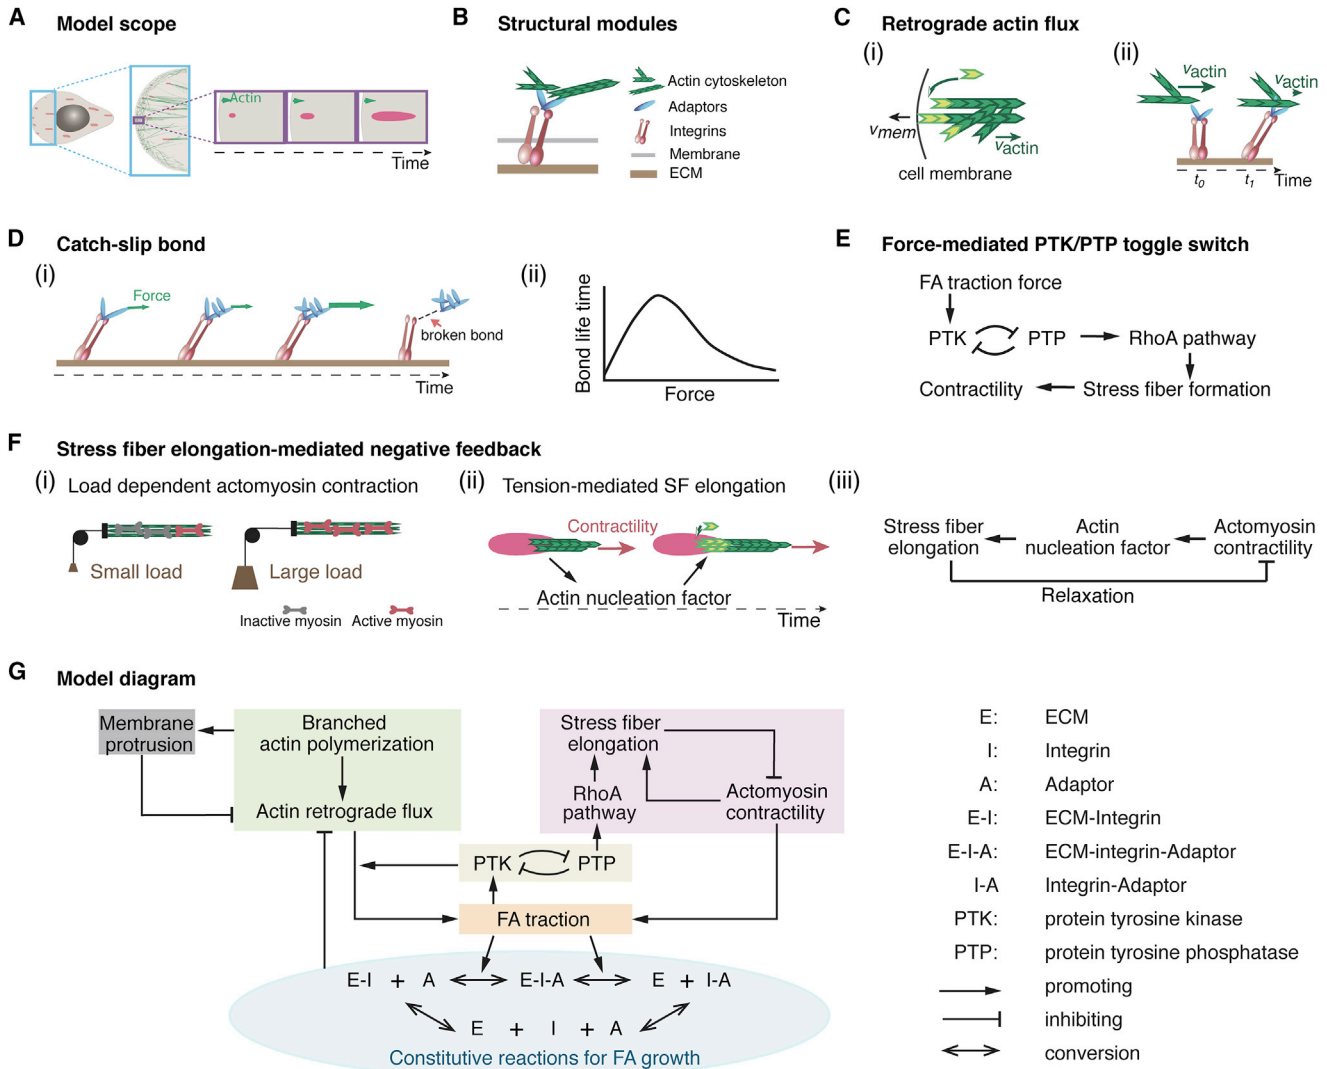 A Model scope
Actin
Time
B Structural modules
Actin cytoskeleton
Adaptors
Integrins
Membrane
ECM
C Retrograde actin flux
(i)
vmem
vactin
cell membrane
(ii)
vactin
vactin
t0 t1 Time
D Catch-slip bond
(i)
Force
broken bond
Time
(ii)
Bond life time
Force
E Force-mediated PTK/PTP toggle switch
FA traction force
PTK PTP RhoA pathway
Contractility Stress fiber formation
F Stress fiber elongation-mediated negative feedback
(i) Load dependent actomyosin contraction
Small load Large load
Inactive myosin Active myosin
(ii) Tension-mediated SF elongation
Contractility
Actin nucleation factor
Time
(iii)
Stress fiber
elongation
Actin
nucleation factor
Actomyosin
contractility
Relaxation
G Model diagram
Membrane
protrusion
Branched
actin polymerization
Actin retrograde flux
Stress fiber
elongation
RhoA
pathway
Actomyosin
contractility
PTK PTP
FA traction
E-I + A E-I-A E + I-A
E + I + A
Constitutive reactions for FA growth
E: ECM
I: Integrin
A: Adaptor
E-I: ECM-Integrin
E-I-A: ECM-integrin-Adaptor
I-A Integrin-Adaptor
PTK: protein tyrosine kinase
PTP: protein tyrosine phosphatase
promoting
inhibiting
conversion